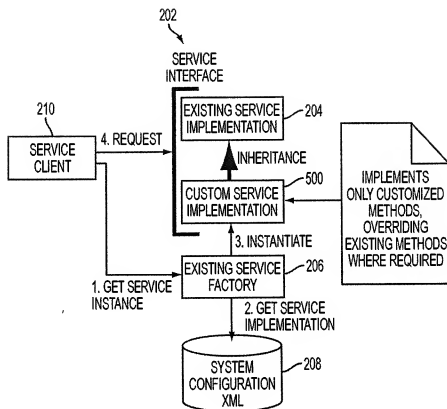 202
SERVICE
INTERFACE
210
SERVICE
CLIENT
4. REQUEST
EXISTING SERVICE
IMPLEMENTATION
204
INHERITANCE
500
CUSTOM SERVICE
IMPLEMENTATION
IMPLEMENTS
ONLY CUSTOMIZED
METHODS,
OVERRIDING
EXISTING METHODS
WHERE REQUIRED
3. INSTANTIATE
1. GET SERVICE
INSTANCE
EXISTING SERVICE
FACTORY
206
2. GET SERVICE
IMPLEMENTATION
SYSTEM
CONFIGURATION
XML
208